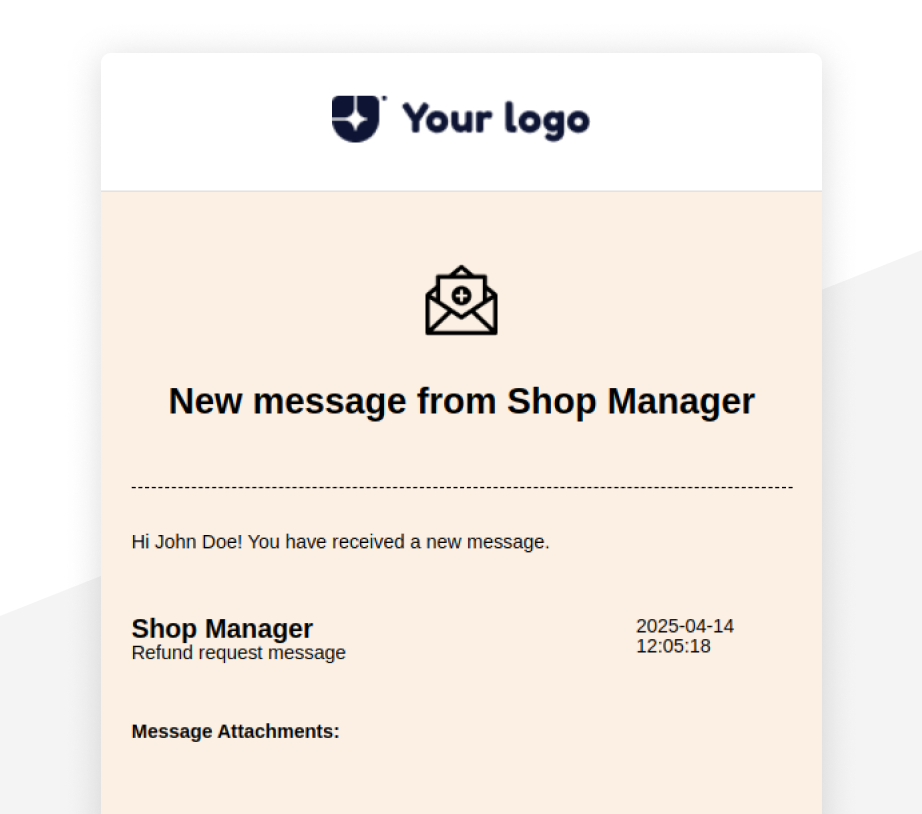 Your logo
New message from Shop Manager
Hi John Doe! You have received a new message.
Shop Manager
Refund request message
2025-04-14
12:05:18
Message Attachments: